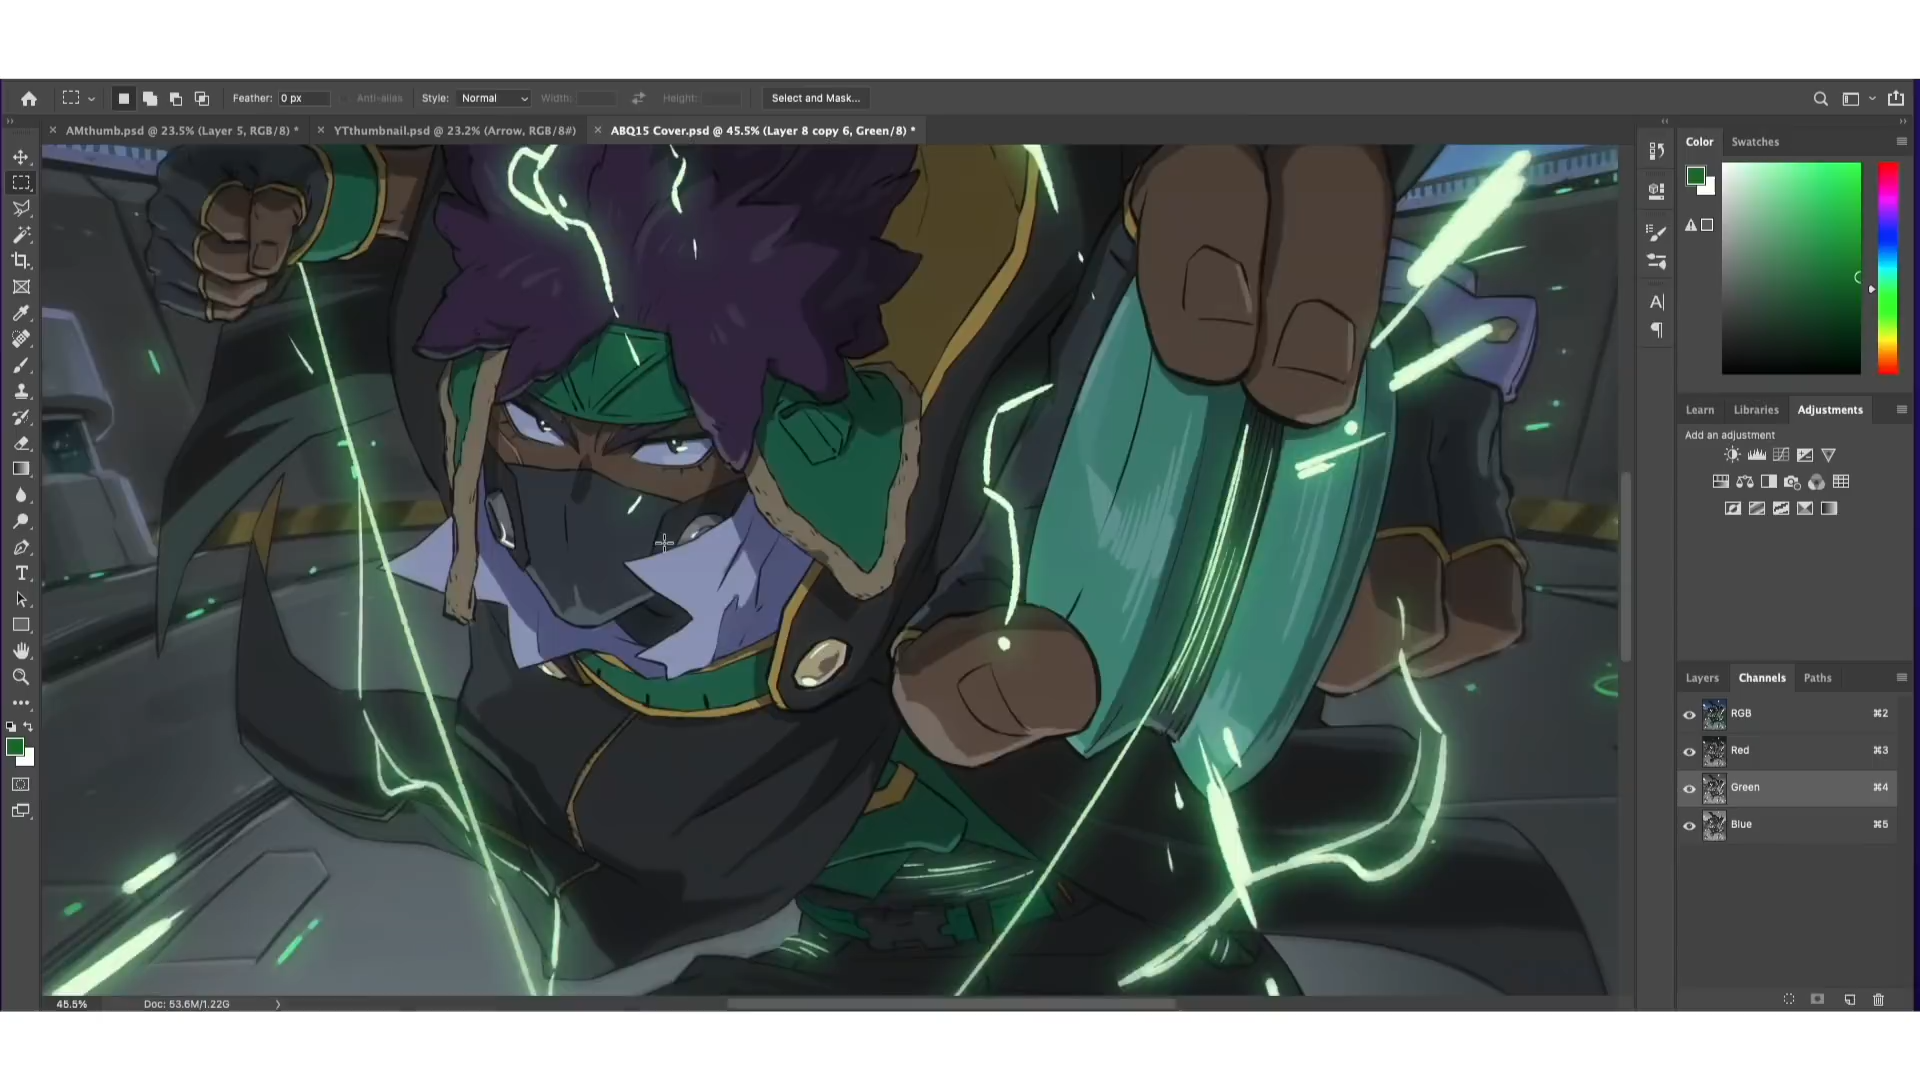 Feather: 0 px Anti-alias Style: Normal Width: Height: Select and Mask...
× AMthumb.psd @ 23.5% (Layer 5, RGB/8) * × YTthumbnail.psd @ 23.2% (Arrow, RGB/8#) × ABQ15 Cover.psd @ 45.5% (Layer 8 copy 6, Green/8) *
Color Swatches
Learn Libraries Adjustments
Add an adjustment
Layers Channels Paths
RGB ⌘2
Red ⌘3
Green ⌘4
Blue ⌘5
45.5% Doc: 53.6M/1.22G